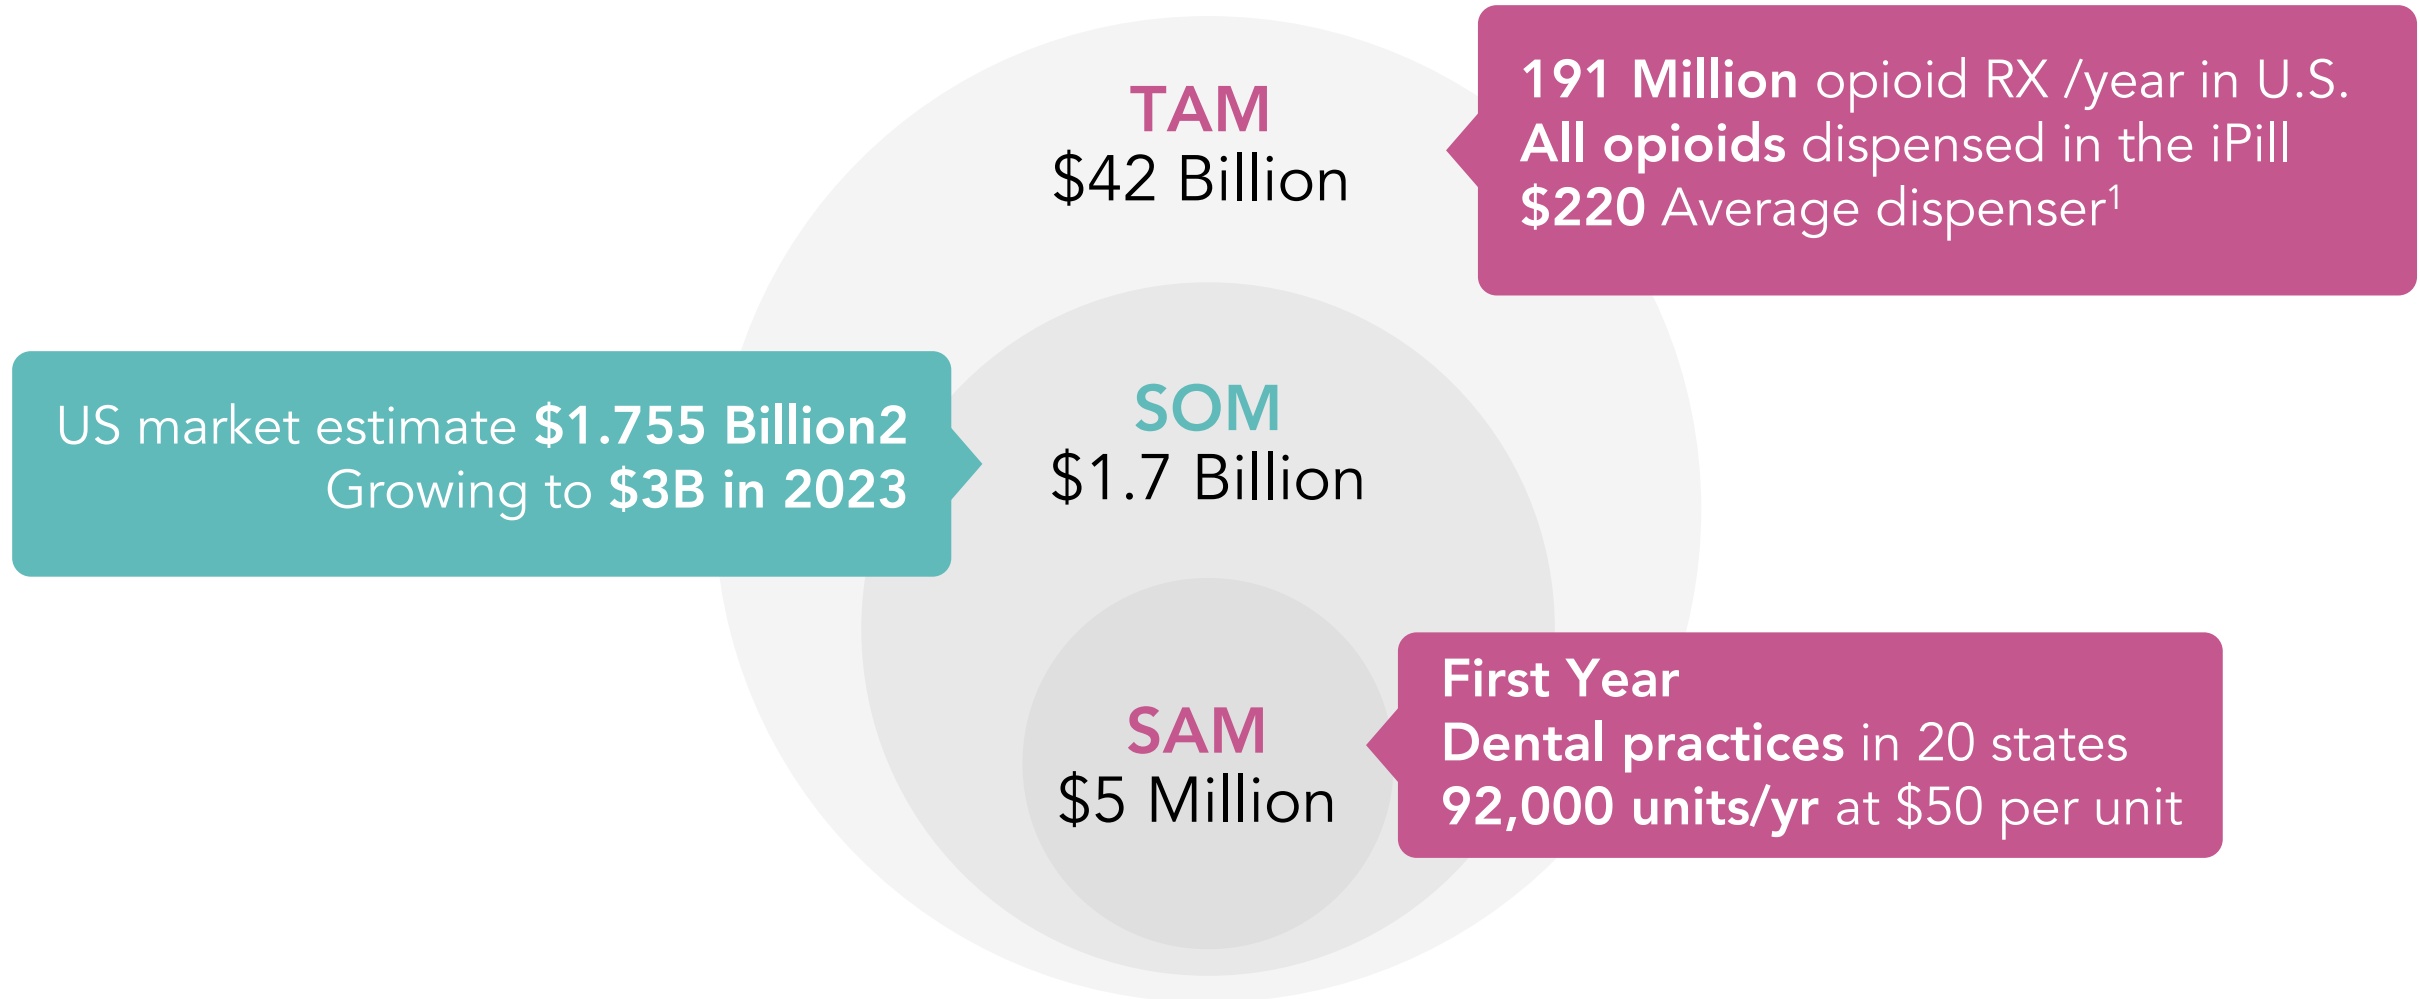 TAM
$42 Billion
191 Million opioid RX /year in U.S.
All opioids dispensed in the iPill
$220 Average dispenser¹
US market estimate $1.755 Billion2
Growing to $3B in 2023
SOM
$1.7 Billion
SAM
$5 Million
First Year
Dental practices in 20 states
92,000 units/yr at $50 per unit